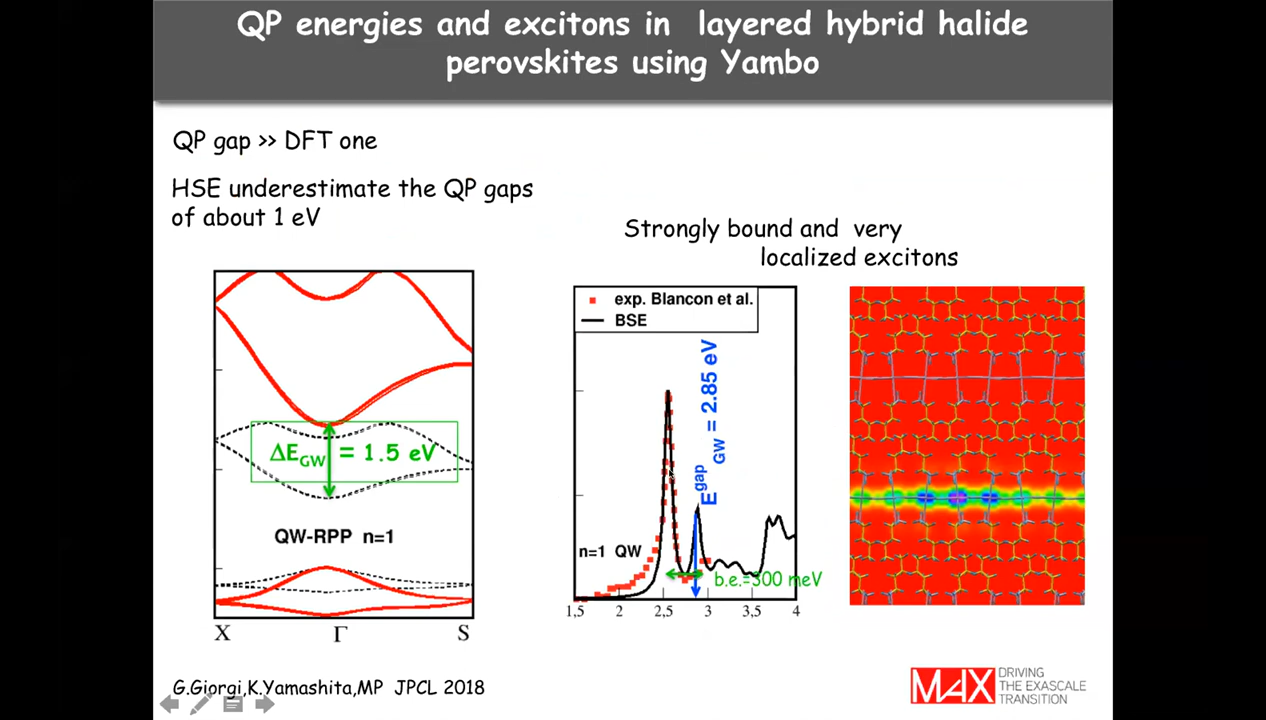 QP energies and excitons in layered hybrid halide
perovskites using Yambo
QP gap >> DFT one
HSE underestimate the QP gaps
of about 1 eV
Strongly bound and very
localized excitons
ΔE_GW = 1.5 eV
QW-RPP n=1
X Γ S
exp. Blancon et al.
BSE
E^gap_GW = 2.85 eV
n=1 QW
b.e.=300 meV
1,5 2 2,5 3 3,5 4
G.Giorgi,K.Yamashita,MP JPCL 2018
MAX
DRIVING
THE EXASCALE
TRANSITION